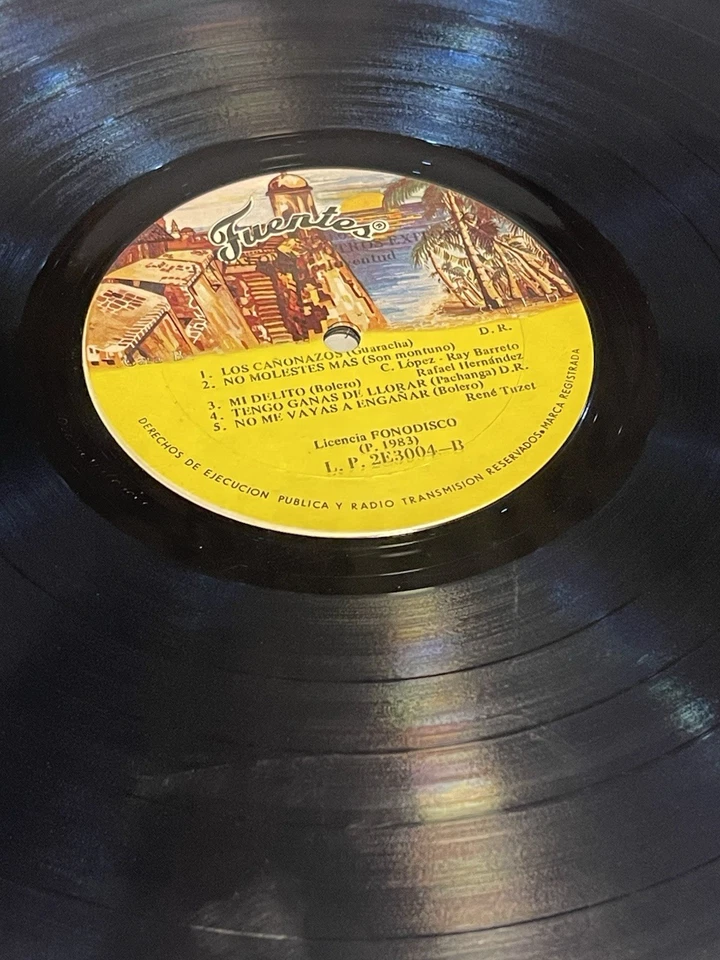 Fuentes
1. LOS CAÑONAZOS (Guaracha) D. R.
2. NO MOLESTES MAS (Son montuno)
C. López - Ray Barreto
3. MI DELITO (Bolero) Rafael Hernández
4. TENGO GANAS DE LLORAR (Pachanga) D.R.
5. NO ME VAYAS A ENGAÑAR (Bolero)
René Tuzet
Licencia FONODISCO
(P. 1983)
L. P. 2E3004-B
DERECHOS DE EJECUCION PUBLICA Y RADIO TRANSMISION RESERVADOS • MARCA REGISTRADA